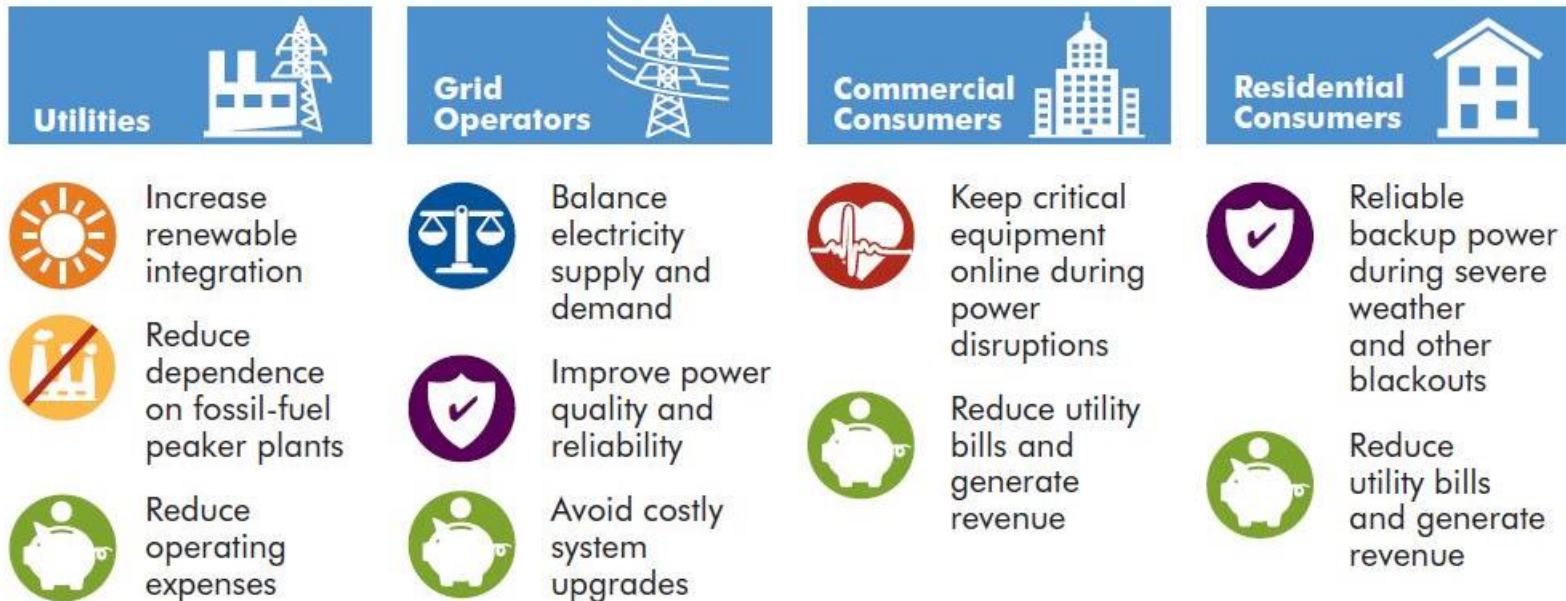 Utilities
Increase
renewable
integration
Reduce
dependence
on fossil-fuel
peaker plants
Reduce
operating
expenses
Grid
Operators
Balance
electricity
supply and
demand
Improve power
quality and
reliability
Avoid costly
system
upgrades
Commercial
Consumers
Keep critical
equipment
online during
power
disruptions
Reduce utility
bills and
generate
revenue
Residential
Consumers
Reliable
backup power
during severe
weather
and other
blackouts
Reduce
utility bills
and generate
revenue